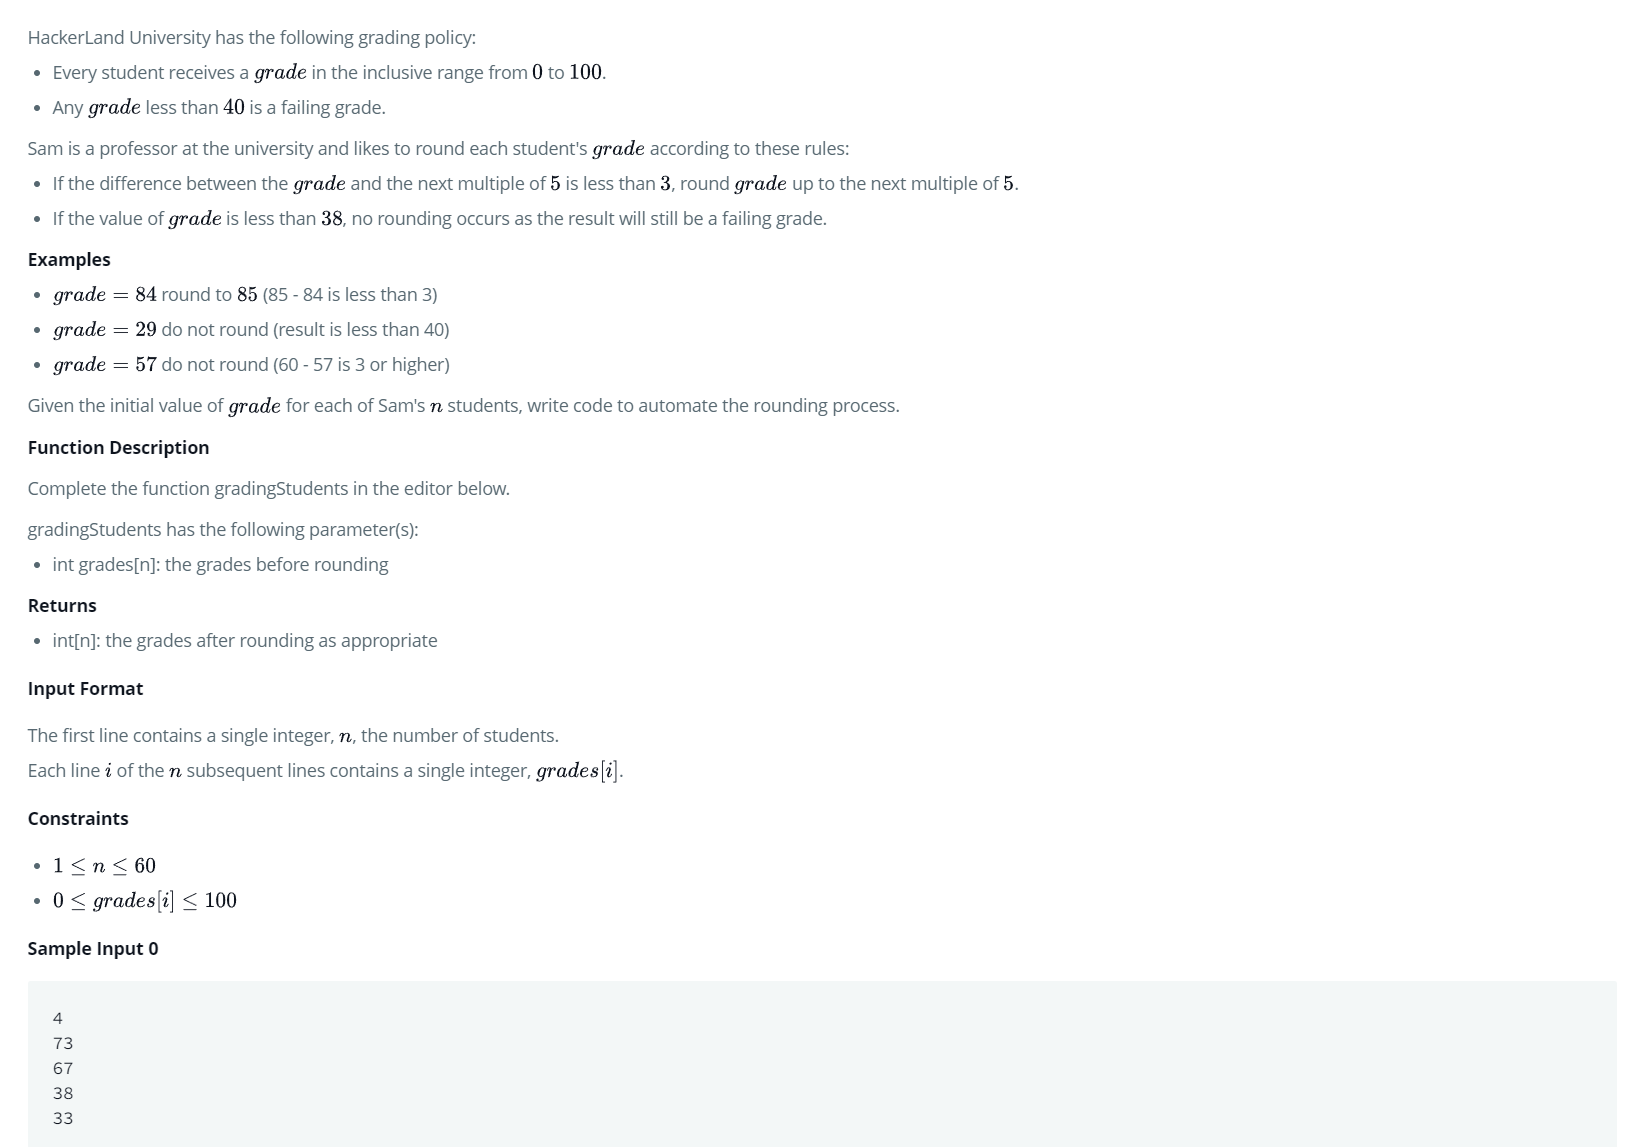 HackerLand University has the following grading policy:
• Every student receives a grade in the inclusive range from 0 to 100.
• Any grade less than 40 is a failing grade.
Sam is a professor at the university and likes to round each student's grade according to these rules:
• If the difference between the grade and the next multiple of 5 is less than 3, round grade up to the next multiple of 5.
• If the value of grade is less than 38, no rounding occurs as the result will still be a failing grade.
Examples
• grade = 84 round to 85 (85 - 84 is less than 3)
• grade = 29 do not round (result is less than 40)
• grade = 57 do not round (60 - 57 is 3 or higher)
Given the initial value of grade for each of Sam's n students, write code to automate the rounding process.
Function Description
Complete the function gradingStudents in the editor below.
gradingStudents has the following parameter(s):
• int grades[n]: the grades before rounding
Returns
• int[n]: the grades after rounding as appropriate
Input Format
The first line contains a single integer, n, the number of students.
Each line i of the n subsequent lines contains a single integer, grades[i].
Constraints
• 1 ≤ n ≤ 60
• 0 ≤ grades[i] ≤ 100
Sample Input 0
4
73
67
38
33